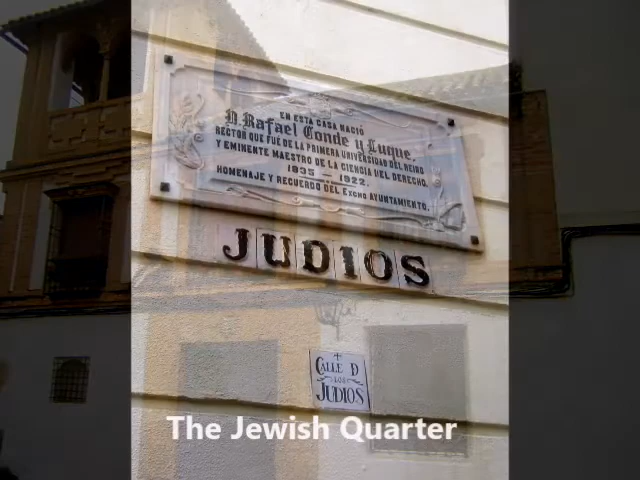 EN ESTA CASA NACIÓ
D. Rafael Conde y Luque,
RECTOR QUE FUÉ DE LA PRIMERA UNIVERSIDAD DEL REINO
Y EMINENTE MAESTRO DE LA CIENCIA DEL DERECHO.
1835 — 1922.
HOMENAJE Y RECUERDO DEL EXCMO AYUNTAMIENTO.
JUDIOS
CALLE D
LOS
JUDIOS
The Jewish Quarter